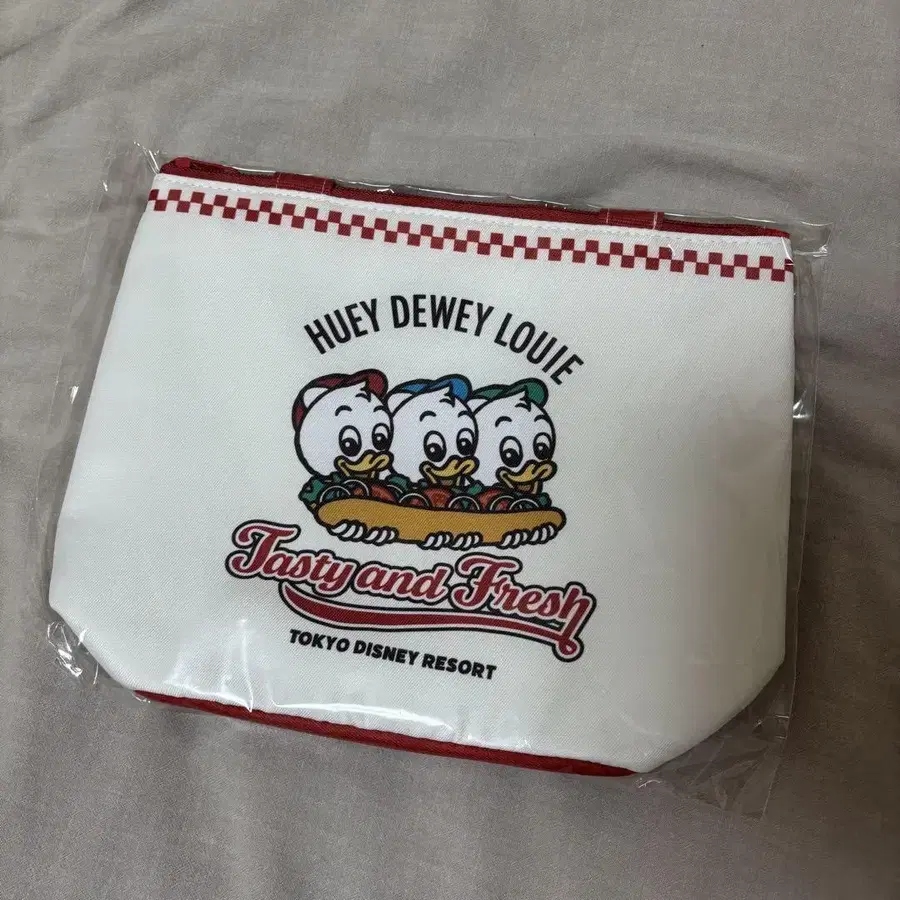 HUEY DEWEY LOUIE
Tasty and Fresh
TOKYO DISNEY RESORT